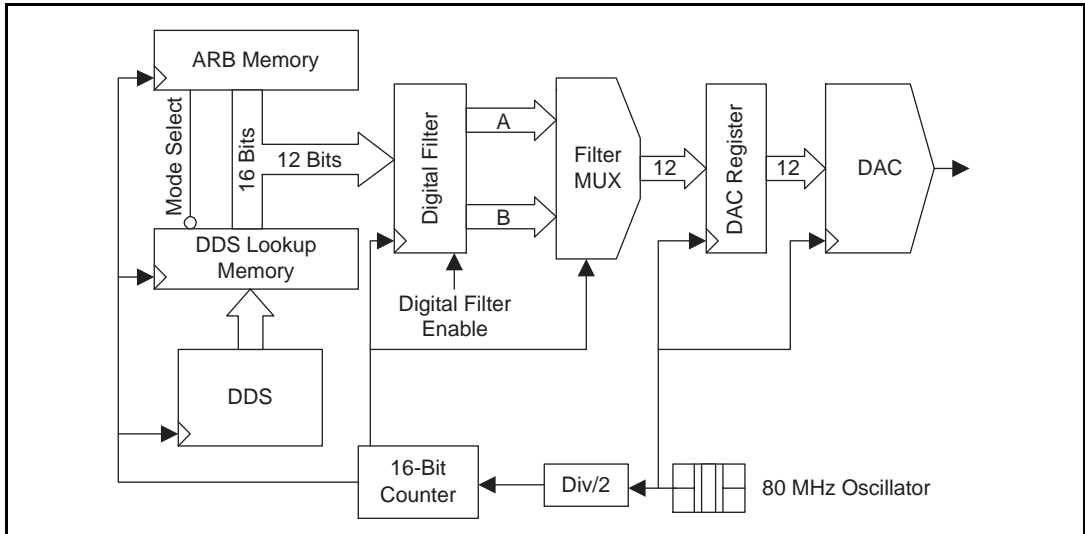 ARB Memory
Mode Select
16 Bits
12 Bits
Digital Filter
A
B
Filter
MUX
12
DAC Register
12
DAC
DDS Lookup
Memory
Digital Filter
Enable
DDS
16-Bit
Counter
Div/2
80 MHz Oscillator